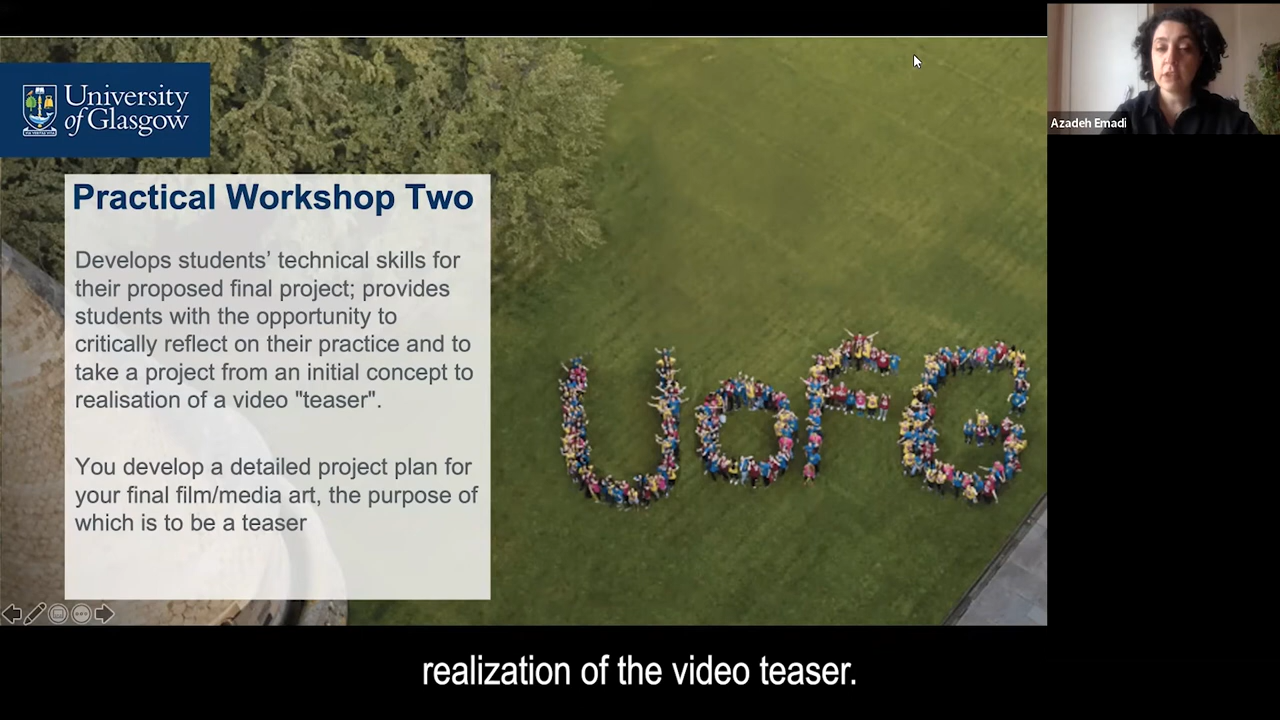 University
of Glasgow
Azadeh Emadi
Practical Workshop Two
Develops students’ technical skills for
their proposed final project; provides
students with the opportunity to
critically reflect on their practice and to
take a project from an initial concept to
realisation of a video "teaser".
You develop a detailed project plan for
your final film/media art, the purpose of
which is to be a teaser
UofG
realization of the video teaser.